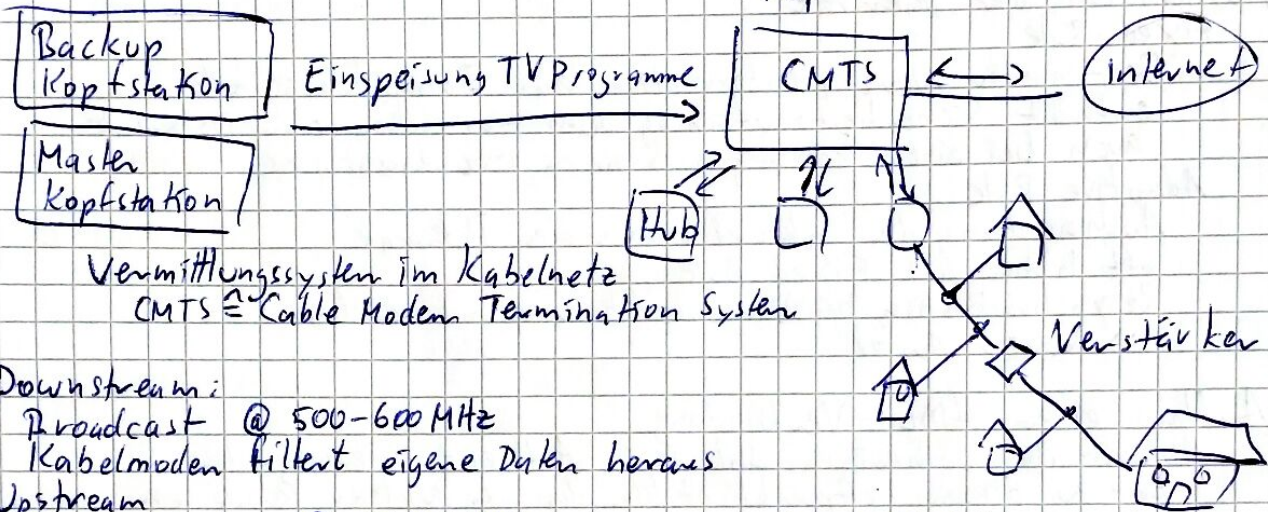 Backup
Kopfstation
Einspeisung TV Programme
CMTS
Internet
Master
Kopfstation
Hub
Vermittlungssystem im Kabelnetz
CMTS ≙ Cable Modem Termination System
Verstärker
Downstream:
Broadcast @ 500-600 MHz
Kabelmodem filtert eigene Daten heraus
Upstream